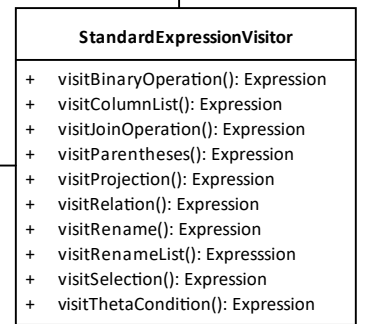 StandardExpressionVisitor
+ visitBinaryOperation(): Expression
+ visitColumnList(): Expression
+ visitJoinOperation(): Expression
+ visitParentheses(): Expression
+ visitProjection(): Expression
+ visitRelation(): Expression
+ visitRename(): Expression
+ visitRenameList(): Expresssion
+ visitSelection(): Expression
+ visitThetaCondition(): Expression